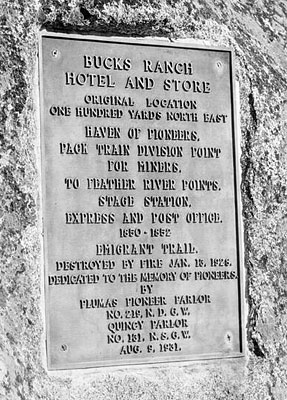 BUCKS RANCH
HOTEL AND STORE
ORIGINAL LOCATION
ONE HUNDRED YARDS NORTH EAST
HAVEN OF PIONEERS,
PACK TRAIN DIVISION POINT
FOR MINERS,
TO FEATHER RIVER POINTS.
STAGE STATION,
EXPRESS AND POST OFFICE.
1850-1852
EMIGRANT TRAIL.
DESTROYED BY FIRE JAN. 13, 1928.
DEDICATED TO THE MEMORY OF PIONEERS.
BY
PLUMAS PIONEER PARLOR
NO. 219, N. D. G. W.
QUINCY PARLOR
NO. 131. N. S. G. W.
AUG. 9, 1931.